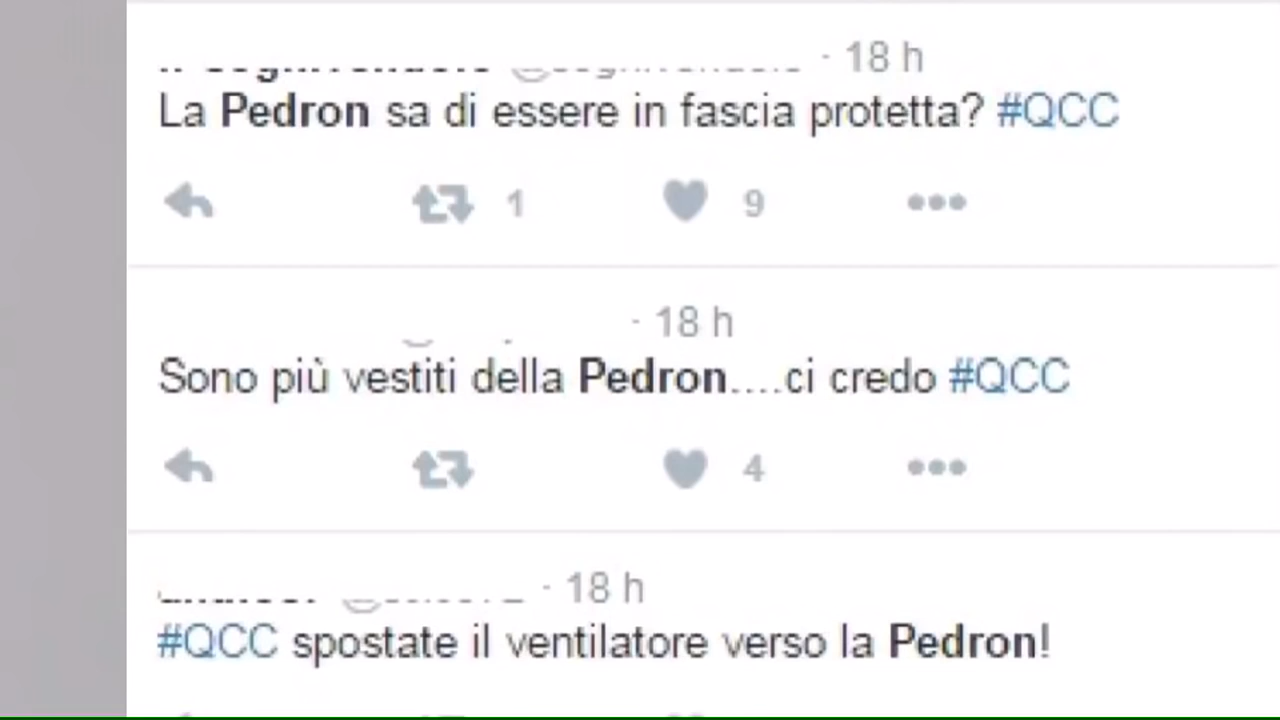 · 18 h
La Pedron sa di essere in fascia protetta? #QCC
1 9
· 18 h
Sono più vestiti della Pedron....ci credo #QCC
4
· 18 h
#QCC spostate il ventilatore verso la Pedron!